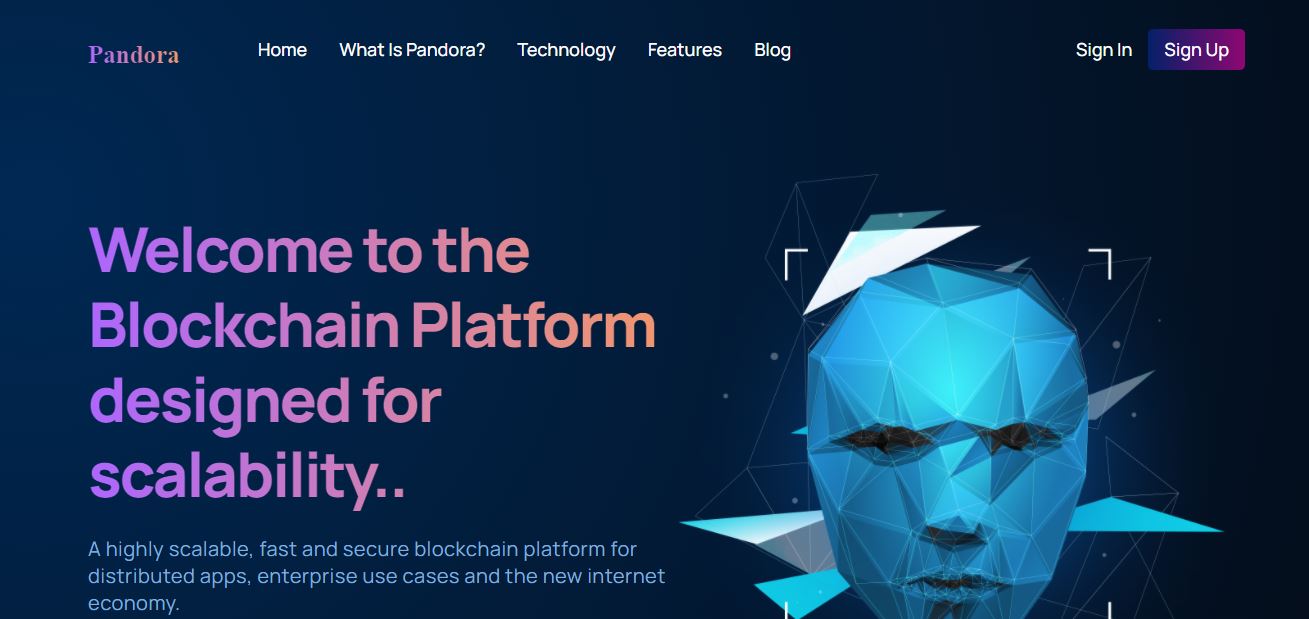 Pandora
Home What Is Pandora? Technology Features Blog
Sign In Sign Up
Welcome to the
Blockchain Platform
designed for
scalability..
A highly scalable, fast and secure blockchain platform for
distributed apps, enterprise use cases and the new internet
economy.